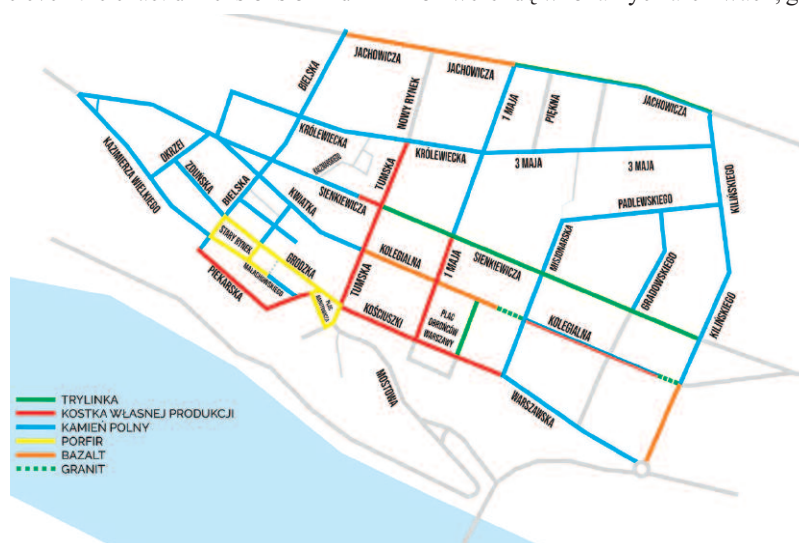 JACHOWICZA
JACHOWICZA
JACHOWICZA
BIELSKA
NOWY RYNEK
1 MAJA
PIĘKNA
KRÓLEWIECKA
KRÓLEWIECKA
3 MAJA
3 MAJA
KILIŃSKIEGO
OKRZEI
ZDUŃSKA
KAZIMIERZA WIELKIEGO
BIELSKA
KWIATKA
SIENKIEWICZA
TUMSKA
PADLEWSKIEGO
MISJONARSKA
GRADOWSKIEGO
STARY RYNEK
GRODZKA
MAŁACHOWSKIEGO
PIEKARSKA
PLAC
TUMSKA
KOLEGIALNA
1 MAJA
SIENKIEWICZA
KOŚCIUSZKI
PLAC
OBROŃCÓW
WARSZAWY
KOLEGIALNA
KILIŃSKIEGO
MOSTOWA
WARSZAWSKA
TRYLINKA
KOSTKA WŁASNEJ PRODUKCJI
KAMIEŃ POLNY
PORFIR
BAZALT
GRANIT